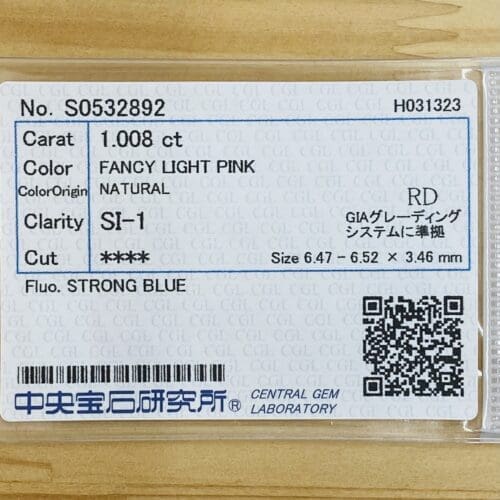 No. S0532892 H031323
Carat 1.008 ct
Color FANCY LIGHT PINK
ColorOrigin NATURAL
RD
Clarity SI-1
GIAグレーディング
システムに準拠
Cut **** Size 6.47 - 6.52 × 3.46 mm
Fluo. STRONG BLUE
中央宝石研究所® CENTRAL GEM
LABORATORY